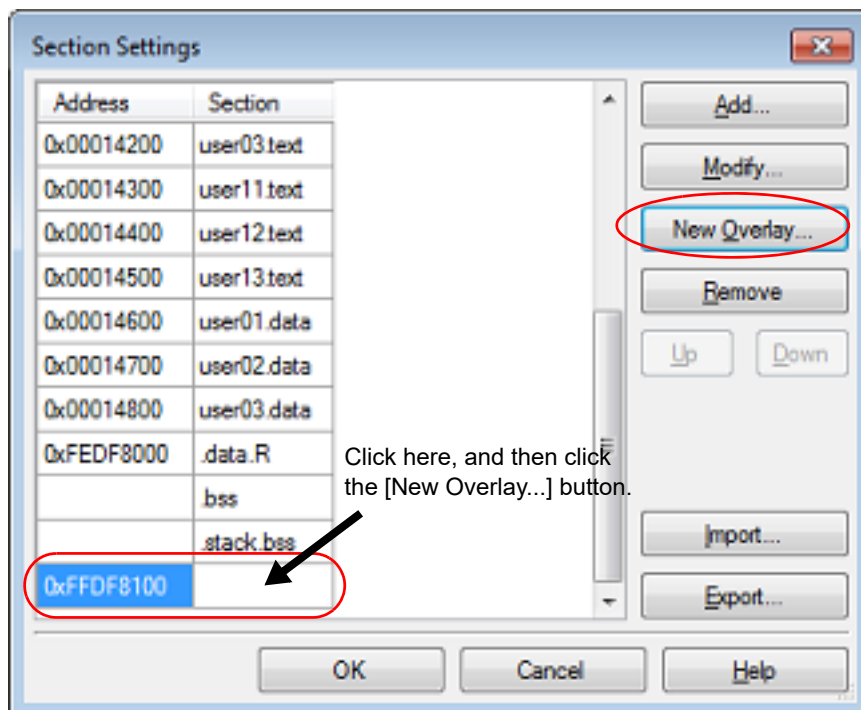 Section Settings
Address Section
0x00014200 user03.text
0x00014300 user11.text
0x00014400 user12.text
0x00014500 user13.text
0x00014600 user01.data
0x00014700 user02.data
0x00014800 user03.data
0xFEDF8000 .data.R
.bss
.stack.bss
0xFFDF8100
Click here, and then click
the [New Overlay...] button.
Add...
Modify...
New Overlay...
Remove
Up Down
Import...
Export...
OK Cancel Help